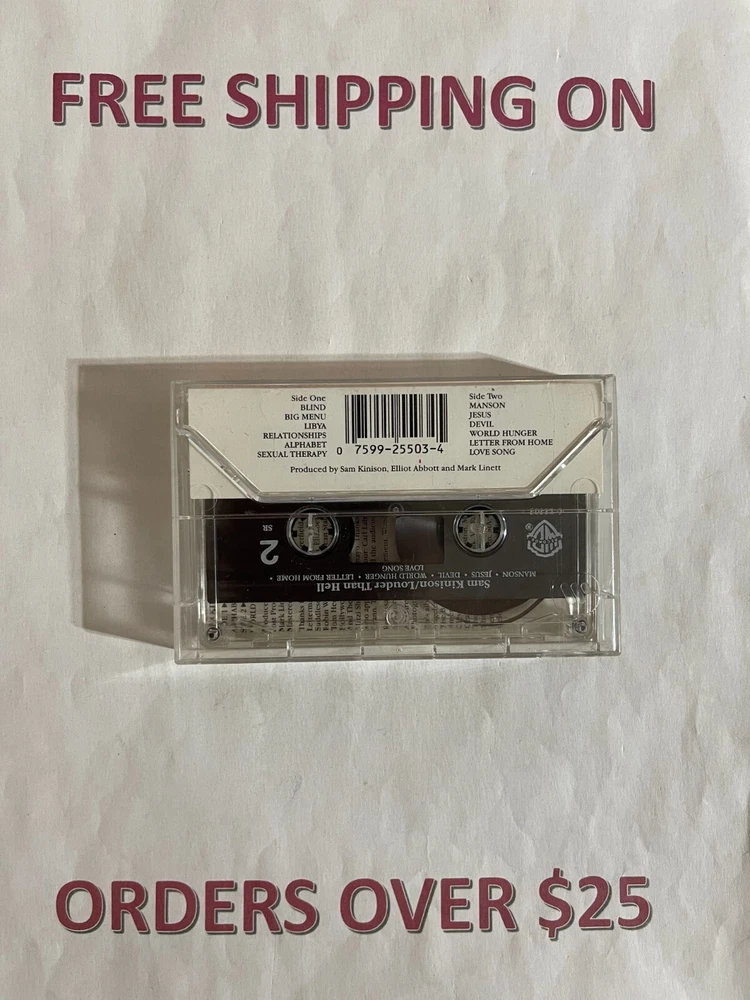 FREE SHIPPING ON
Side One
BLIND
BIG MENU
LIBYA
RELATIONSHIPS
ALPHABET
SEXUAL THERAPY
0 7599-25503-4
Side Two
MANSON
JESUS
DEVIL
WORLD HUNGER
LETTER FROM HOME
LOVE SONG
Produced by Sam Kinison, Elliot Abbott and Mark Linett
Sam Kinison/Louder Than Hell
MANSON • JESUS • DEVIL • WORLD HUNGER • LETTER FROM HOME •
LOVE SONG
2
SR
ORDERS OVER $25